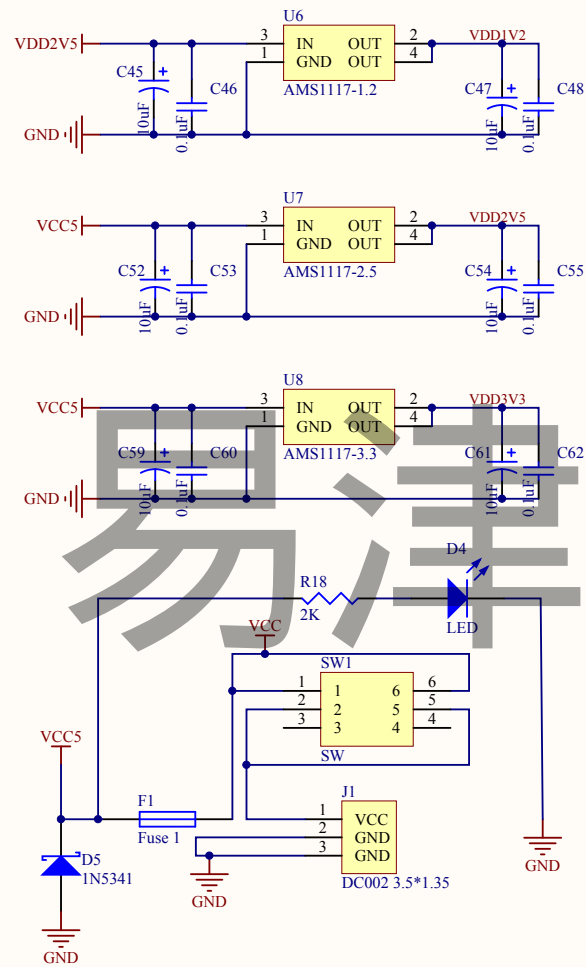 U6
VDD2V5 3 IN OUT 2 VDD1V2
1 GND OUT 4
C45 + C46 C47 + C48
AMS1117-1.2
10uF 0.1uF 10uF 0.1uF
GND
U7
VCC5 3 IN OUT 2 VDD2V5
1 GND OUT 4
C52 + C53 C54 + C55
AMS1117-2.5
10uF 0.1uF 10uF 0.1uF
GND
U8
VCC5 3 IN OUT 2 VDD3V3
1 GND OUT 4
C59 + C60 C61 + C62
AMS1117-3.3
10uF 0.1uF 10uF 0.1uF
GND
易津
D4
R18
2K LED
VCC
SW1
1 1 6 6
2 2 5 5
3 3 4 4
SW
VCC5
F1
Fuse 1
J1
1 VCC
2 GND
3 GND
DC002 3.5*1.35
D5
1N5341
GND
GND
GND